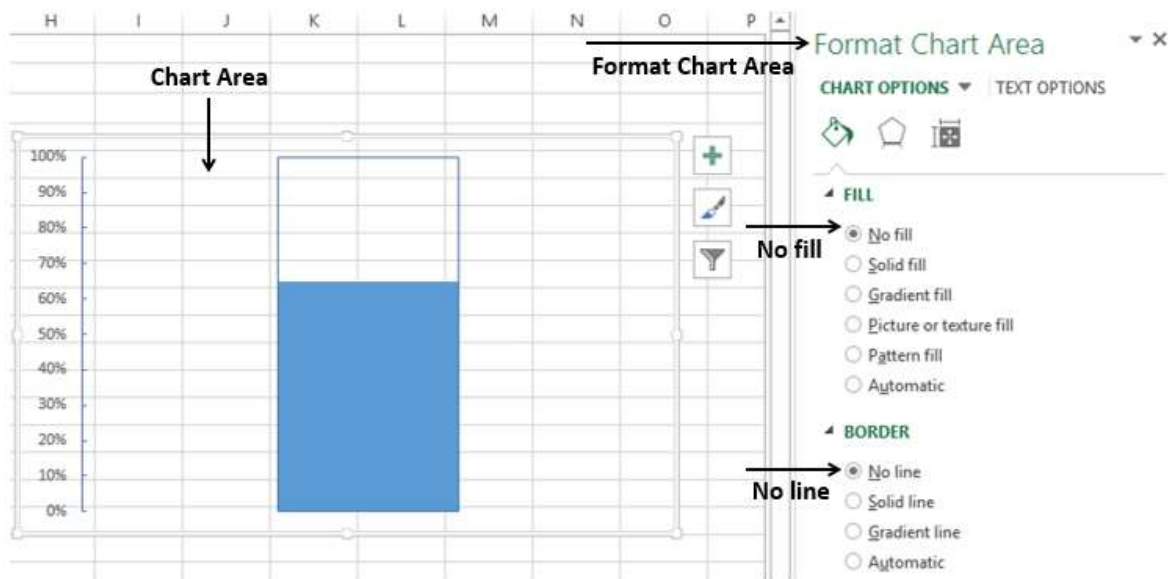 H I J K L M N O P
Format Chart Area
Format Chart Area
Chart Area
CHART OPTIONS TEXT OPTIONS
100%
90%
80%
70%
60%
50%
40%
30%
20%
10%
0%
FILL
No fill
No fill
Solid fill
Gradient fill
Picture or texture fill
Pattern fill
Automatic
BORDER
No line
No line
Solid line
Gradient line
Automatic